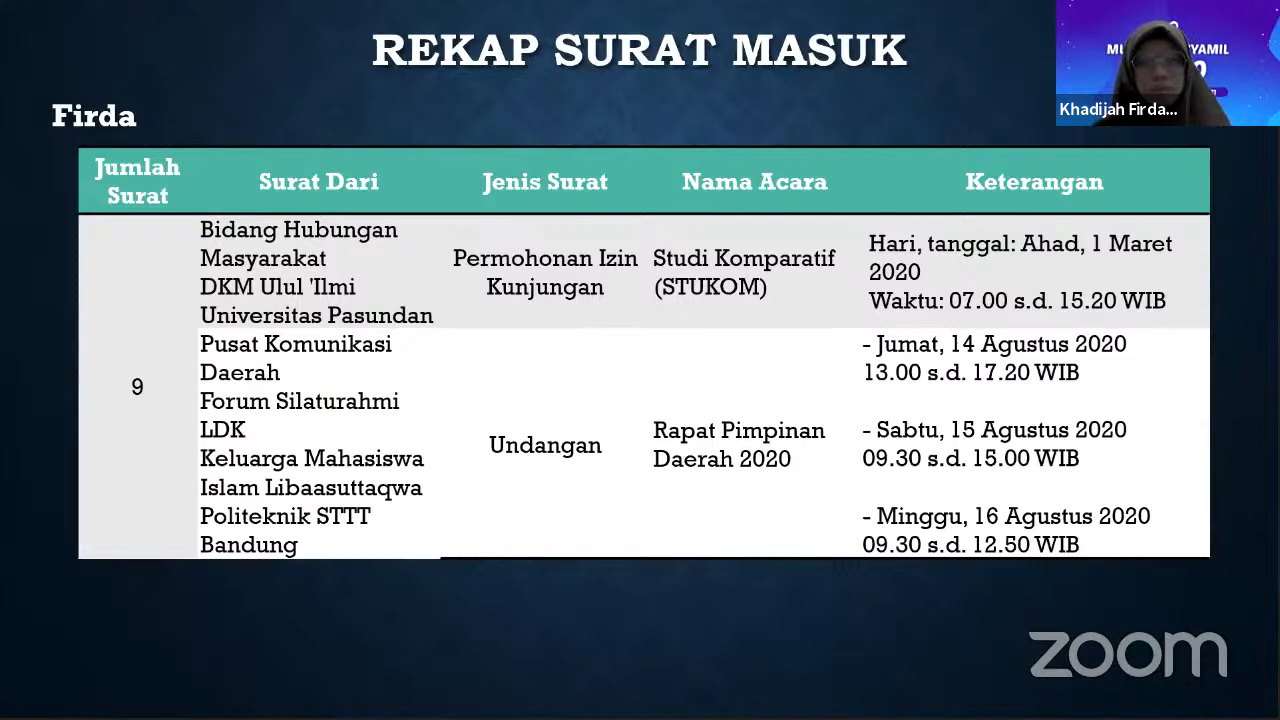 REKAP SURAT MASUK
Khadijah Firda...
Firda
Jumlah Surat
Surat Dari
Jenis Surat
Nama Acara
Keterangan
9
Bidang Hubungan
Masyarakat
DKM Ulul 'Ilmi
Universitas Pasundan
Permohonan Izin
Kunjungan
Studi Komparatif
(STUKOM)
Hari, tanggal: Ahad, 1 Maret
2020
Waktu: 07.00 s.d. 15.20 WIB
Pusat Komunikasi
Daerah
Forum Silaturahmi
LDK
Keluarga Mahasiswa
Islam Libaasuttaqwa
Politeknik STTT
Bandung
Undangan
Rapat Pimpinan
Daerah 2020
- Jumat, 14 Agustus 2020
13.00 s.d. 17.20 WIB
- Sabtu, 15 Agustus 2020
09.30 s.d. 15.00 WIB
- Minggu, 16 Agustus 2020
09.30 s.d. 12.50 WIB
zoom